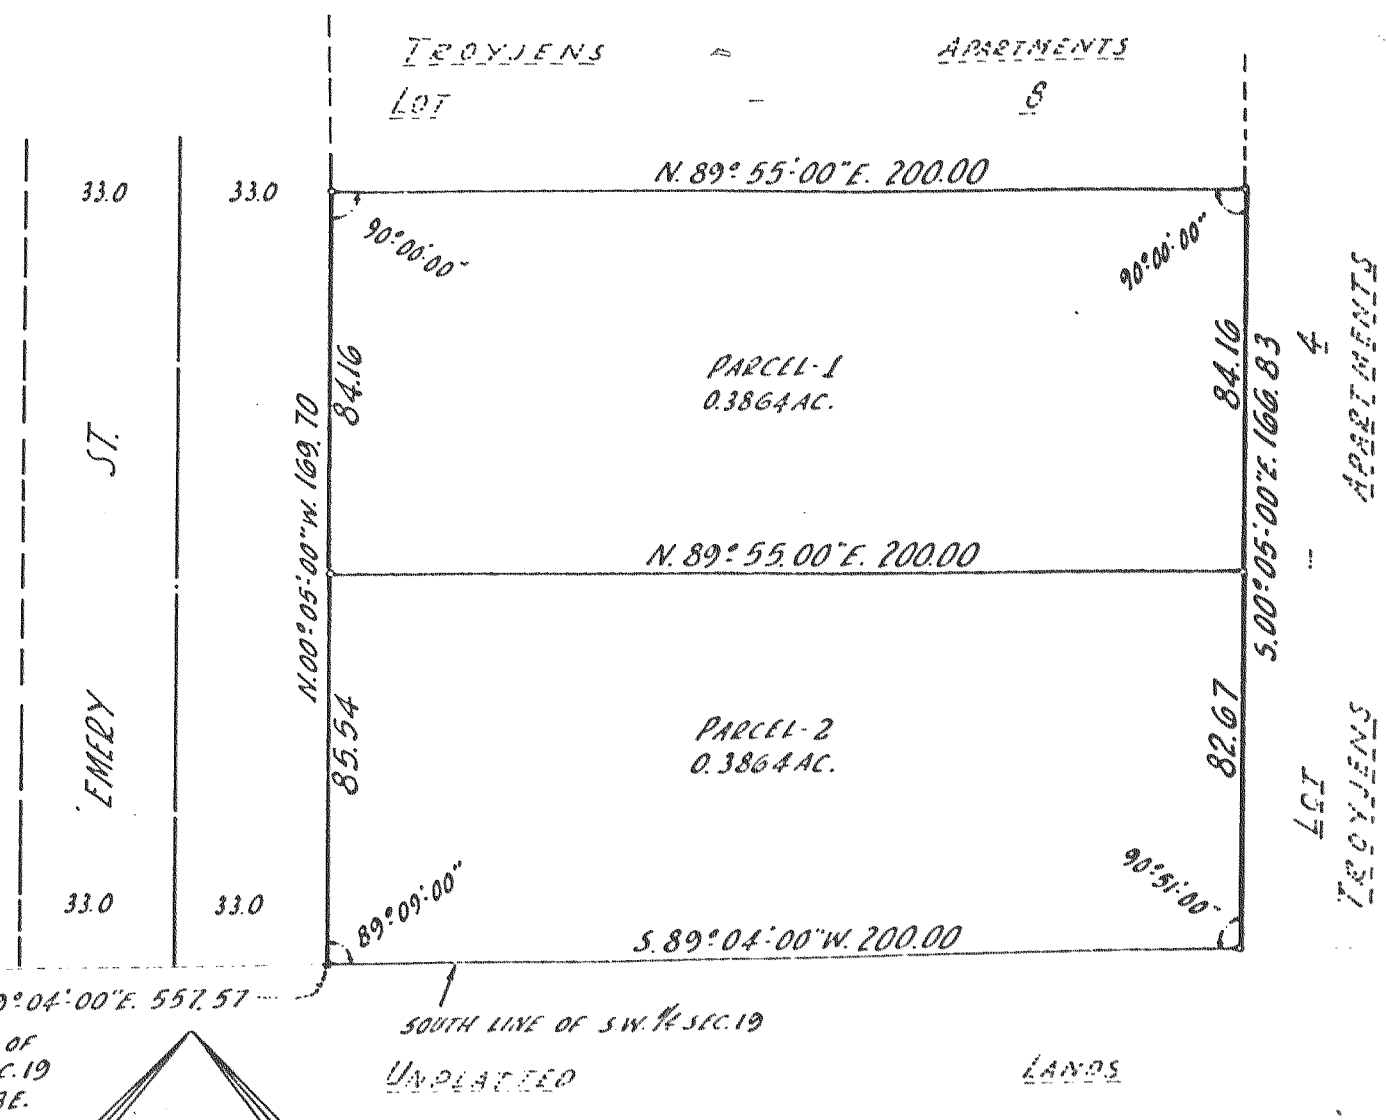 TROYJENS - APARTMENTS
LOT - 8
33.0 33.0
N. 89°55'00"E. 200.00
90°00'00"
90°00'00"
84.16
84.16
PARCEL-1
0.3864 AC.
N.00°05'00"W. 169.70
S.00°05'00"E. 166.83
LOT - 4
TROYJENS APARTMENTS
EMERY ST.
N. 89°55'00"E. 200.00
85.54
82.67
PARCEL-2
0.3864 AC.
33.0 33.0
89°09'00"
90°51'00"
S. 89°04'00"W. 200.00
°04'00"E. 557.57
SOUTH LINE OF S.W. 1/4 SEC. 19
OF
C. 19
BE.
UNPLATTED LANDS